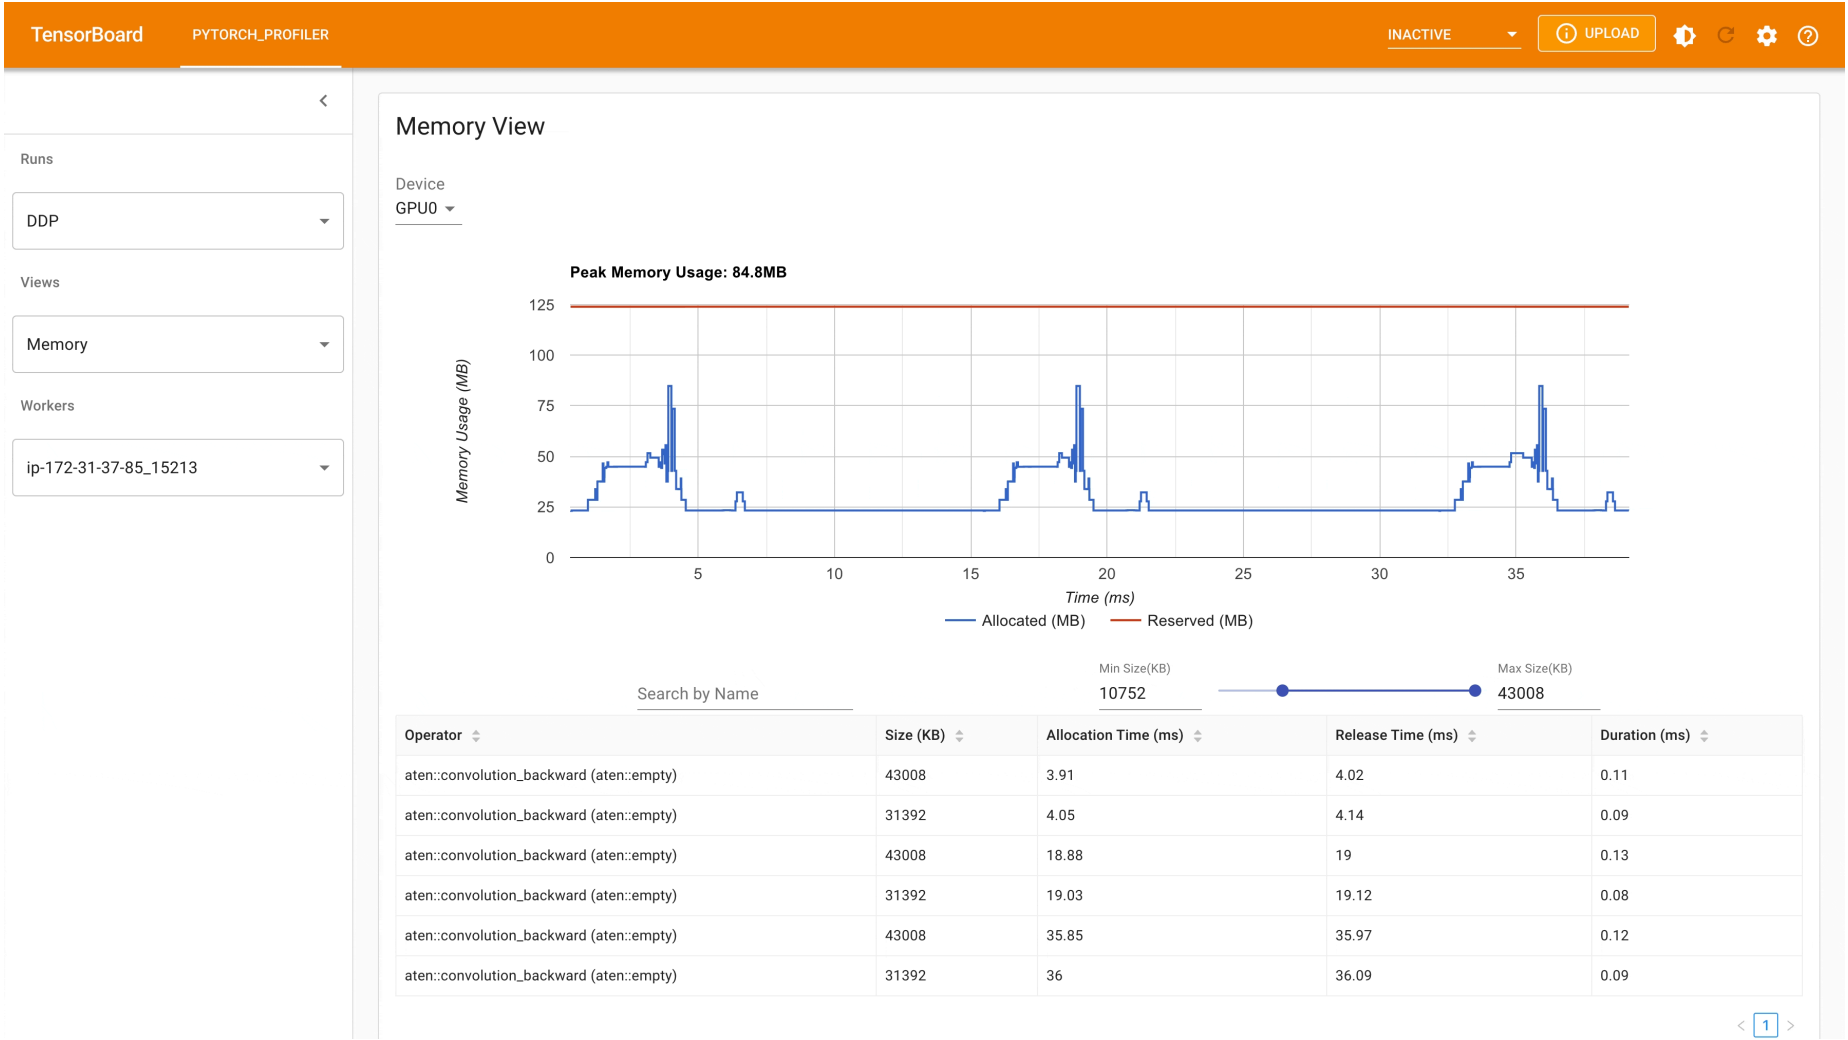 TensorBoard PYTORCH_PROFILER INACTIVE UPLOAD
Runs
DDP
Views
Memory
Workers
ip-172-31-37-85_15213
Memory View
Device
GPU0
Peak Memory Usage: 84.8MB
125
100
75
50
25
0
Memory Usage (MB)
5 10 15 20 25 30 35
Time (ms)
Allocated (MB) Reserved (MB)
Search by Name
Min Size(KB)
10752
Max Size(KB)
43008
Operator Size (KB) Allocation Time (ms) Release Time (ms) Duration (ms)
aten::convolution_backward (aten::empty) 43008 3.91 4.02 0.11
aten::convolution_backward (aten::empty) 31392 4.05 4.14 0.09
aten::convolution_backward (aten::empty) 43008 18.88 19 0.13
aten::convolution_backward (aten::empty) 31392 19.03 19.12 0.08
aten::convolution_backward (aten::empty) 43008 35.85 35.97 0.12
aten::convolution_backward (aten::empty) 31392 36 36.09 0.09
1